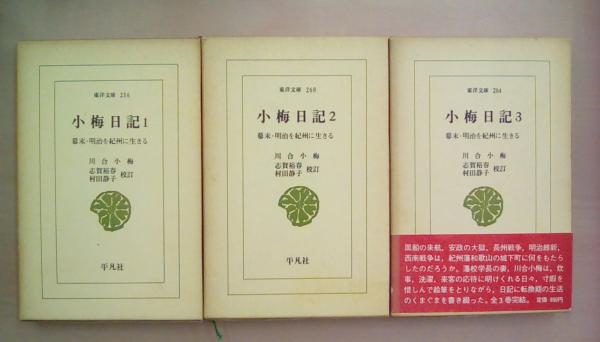 東洋文庫 256
小梅日記1
幕末・明治を紀州に生きる
川合小梅
志賀裕春
村田静子 校訂
平凡社
東洋文庫 268
小梅日記2
幕末・明治を紀州に生きる
川合小梅
志賀裕春
村田静子 校訂
平凡社
東洋文庫 284
小梅日記3
幕末・明治を紀州に生きる
川合小梅
志賀裕春
村田静子 校訂
黒船の来航，安政の大獄，長州戦争，明治維新，
西南戦争は，紀州藩和歌山の城下町に何をもたら
したのだろうか。藩校学長の妻，川合小梅は，炊
事，洗濯，来客の応待に明けくれる日々，寸暇を
惜しんで絵筆をとりながら，日記に転換期の生活
のくまぐまを書き綴った。全3巻完結。 定価 850円